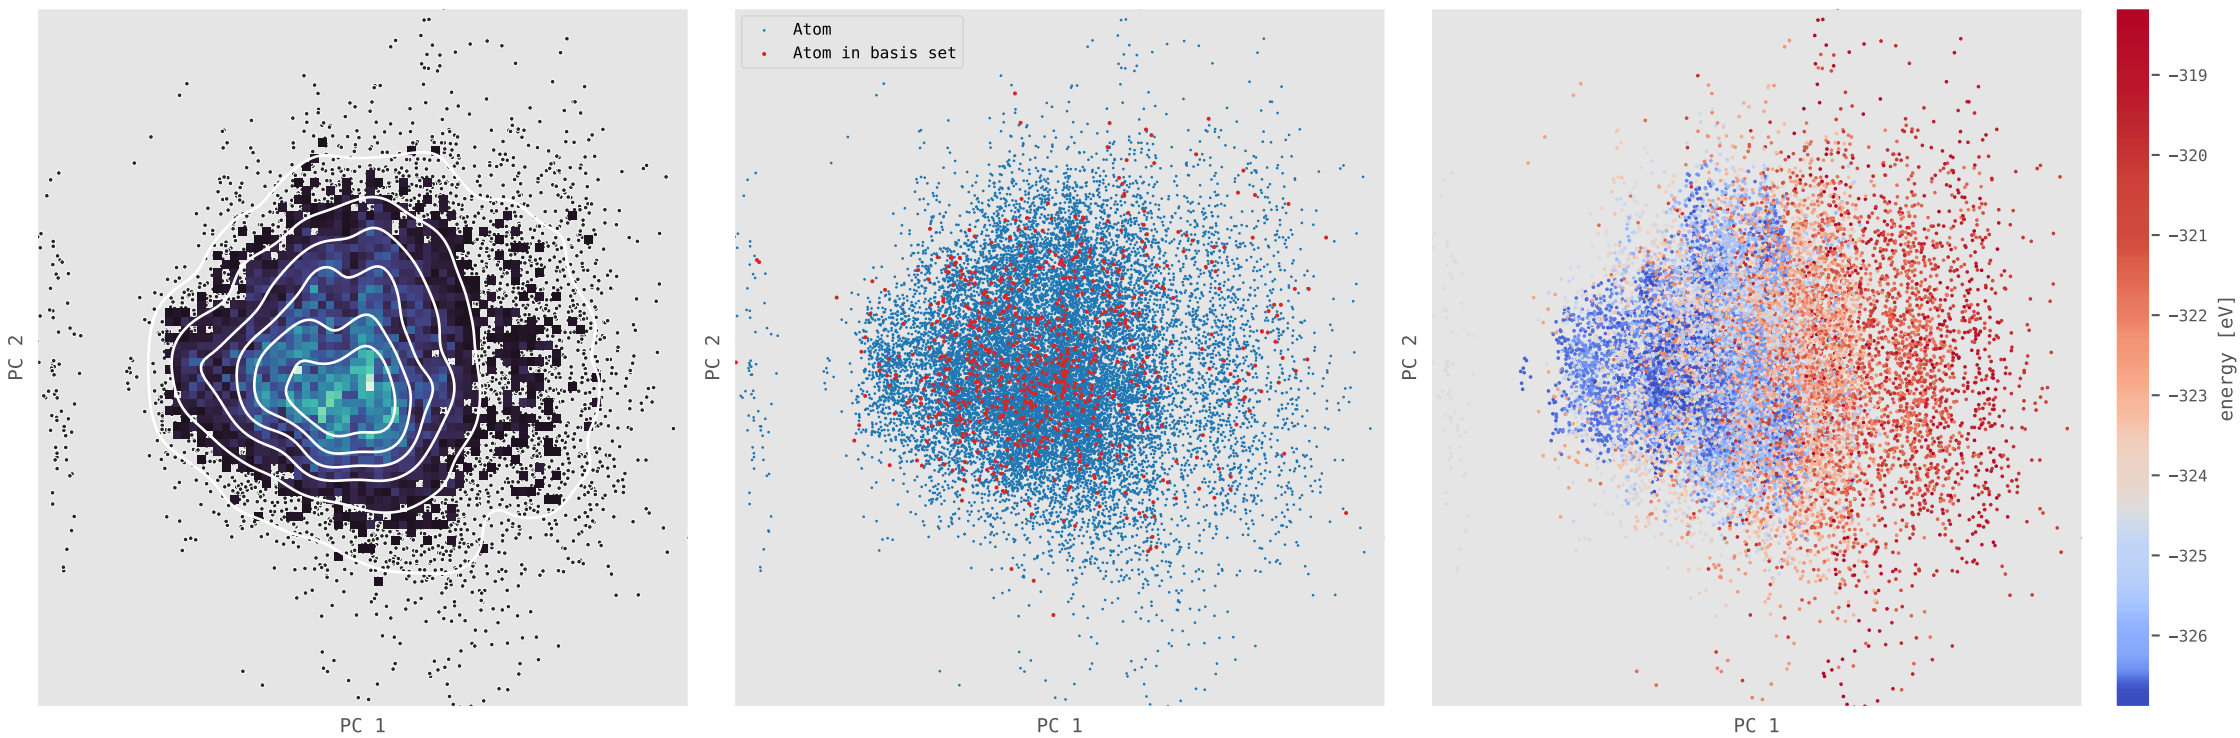 PC 2
PC 1
Atom
Atom in basis set
PC 2
PC 1
PC 2
PC 1
−319
−320
−321
−322
−323
−324
−325
−326
energy [eV]